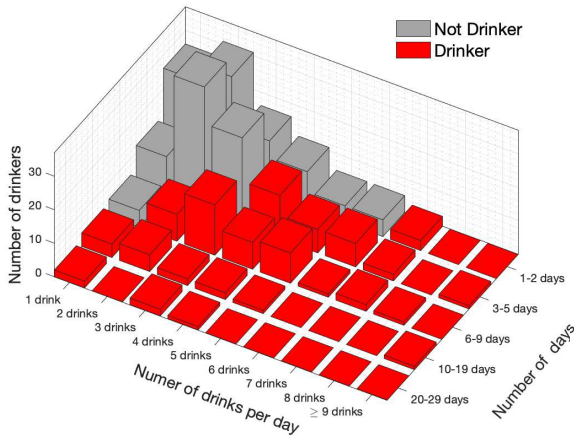 Not Drinker
Drinker
Number of drinkers
30
20
10
0
1 drink
2 drinks
3 drinks
4 drinks
5 drinks
6 drinks
7 drinks
8 drinks
≥ 9 drinks
Numer of drinks per day
1-2 days
3-5 days
6-9 days
10-19 days
20-29 days
Number of days